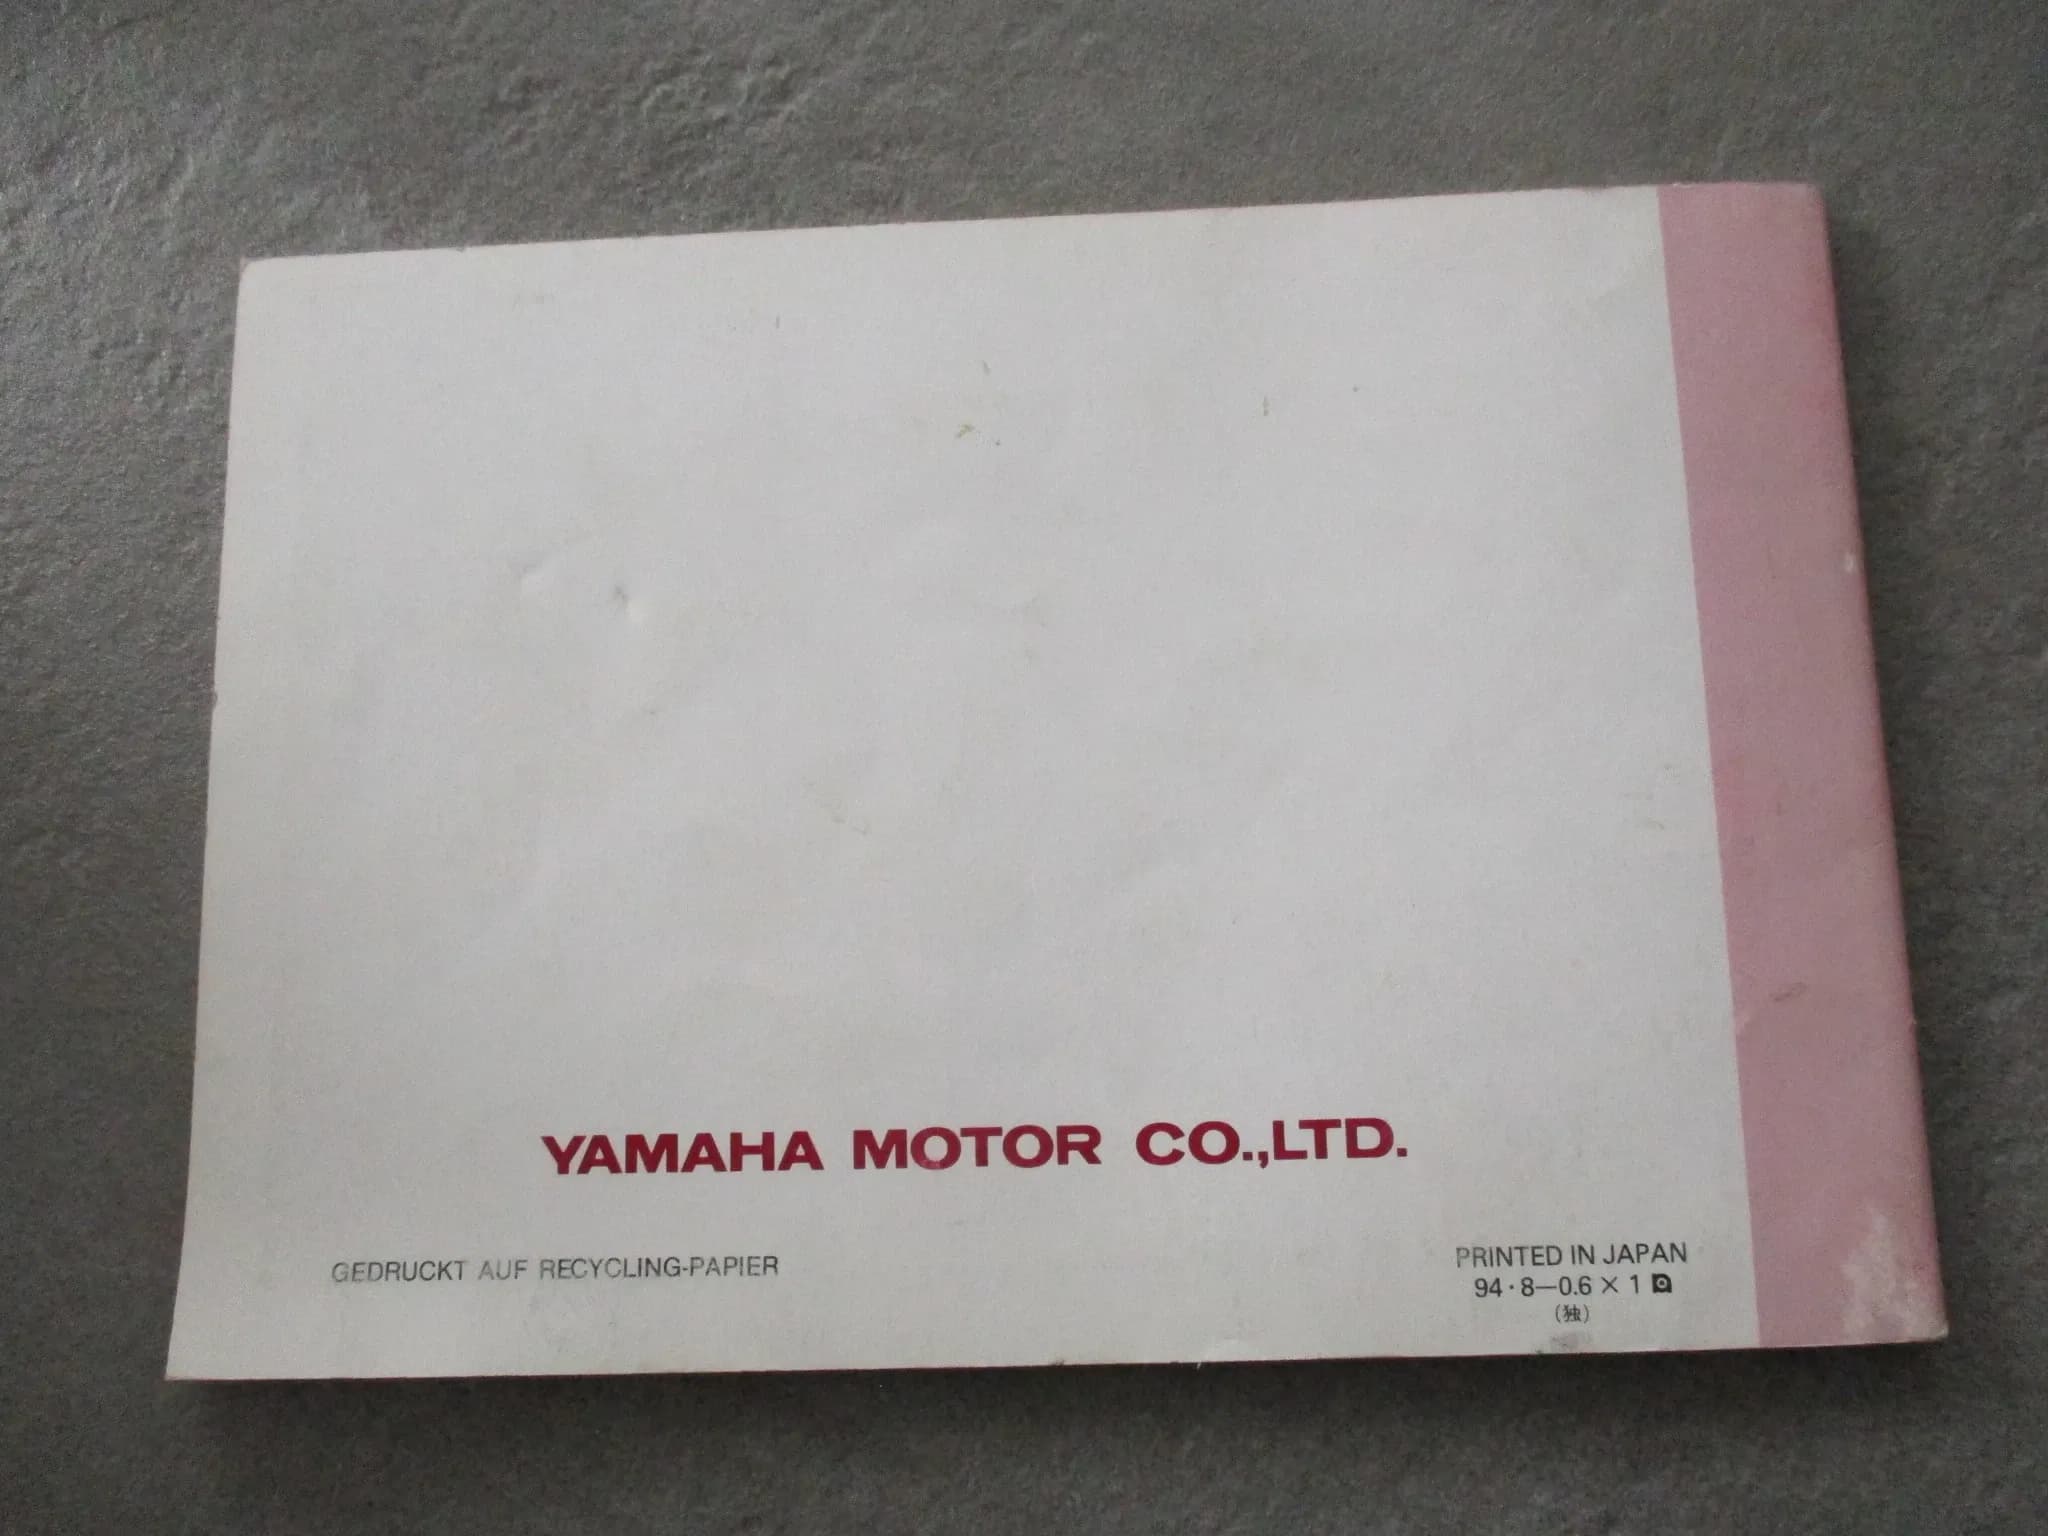 YAMAHA MOTOR CO.,LTD.
GEDRUCKT AUF RECYCLING-PAPIER
PRINTED IN JAPAN
94・8—0.6 × 1
(独)